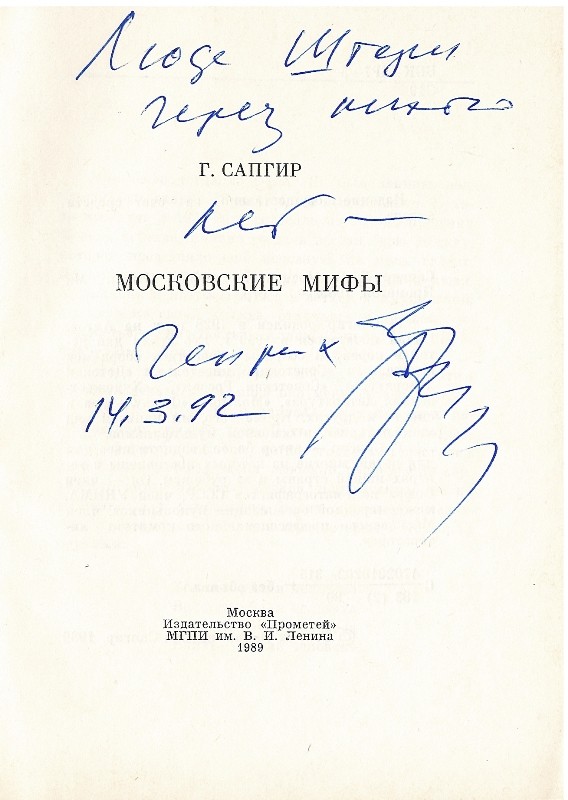 Люде Штерн
через много
Г. САПГИР
лет —
МОСКОВСКИЕ МИФЫ
Генрих
14.3.92
Москва
Издательство «Прометей»
МГПИ им. В. И. Ленина
1989